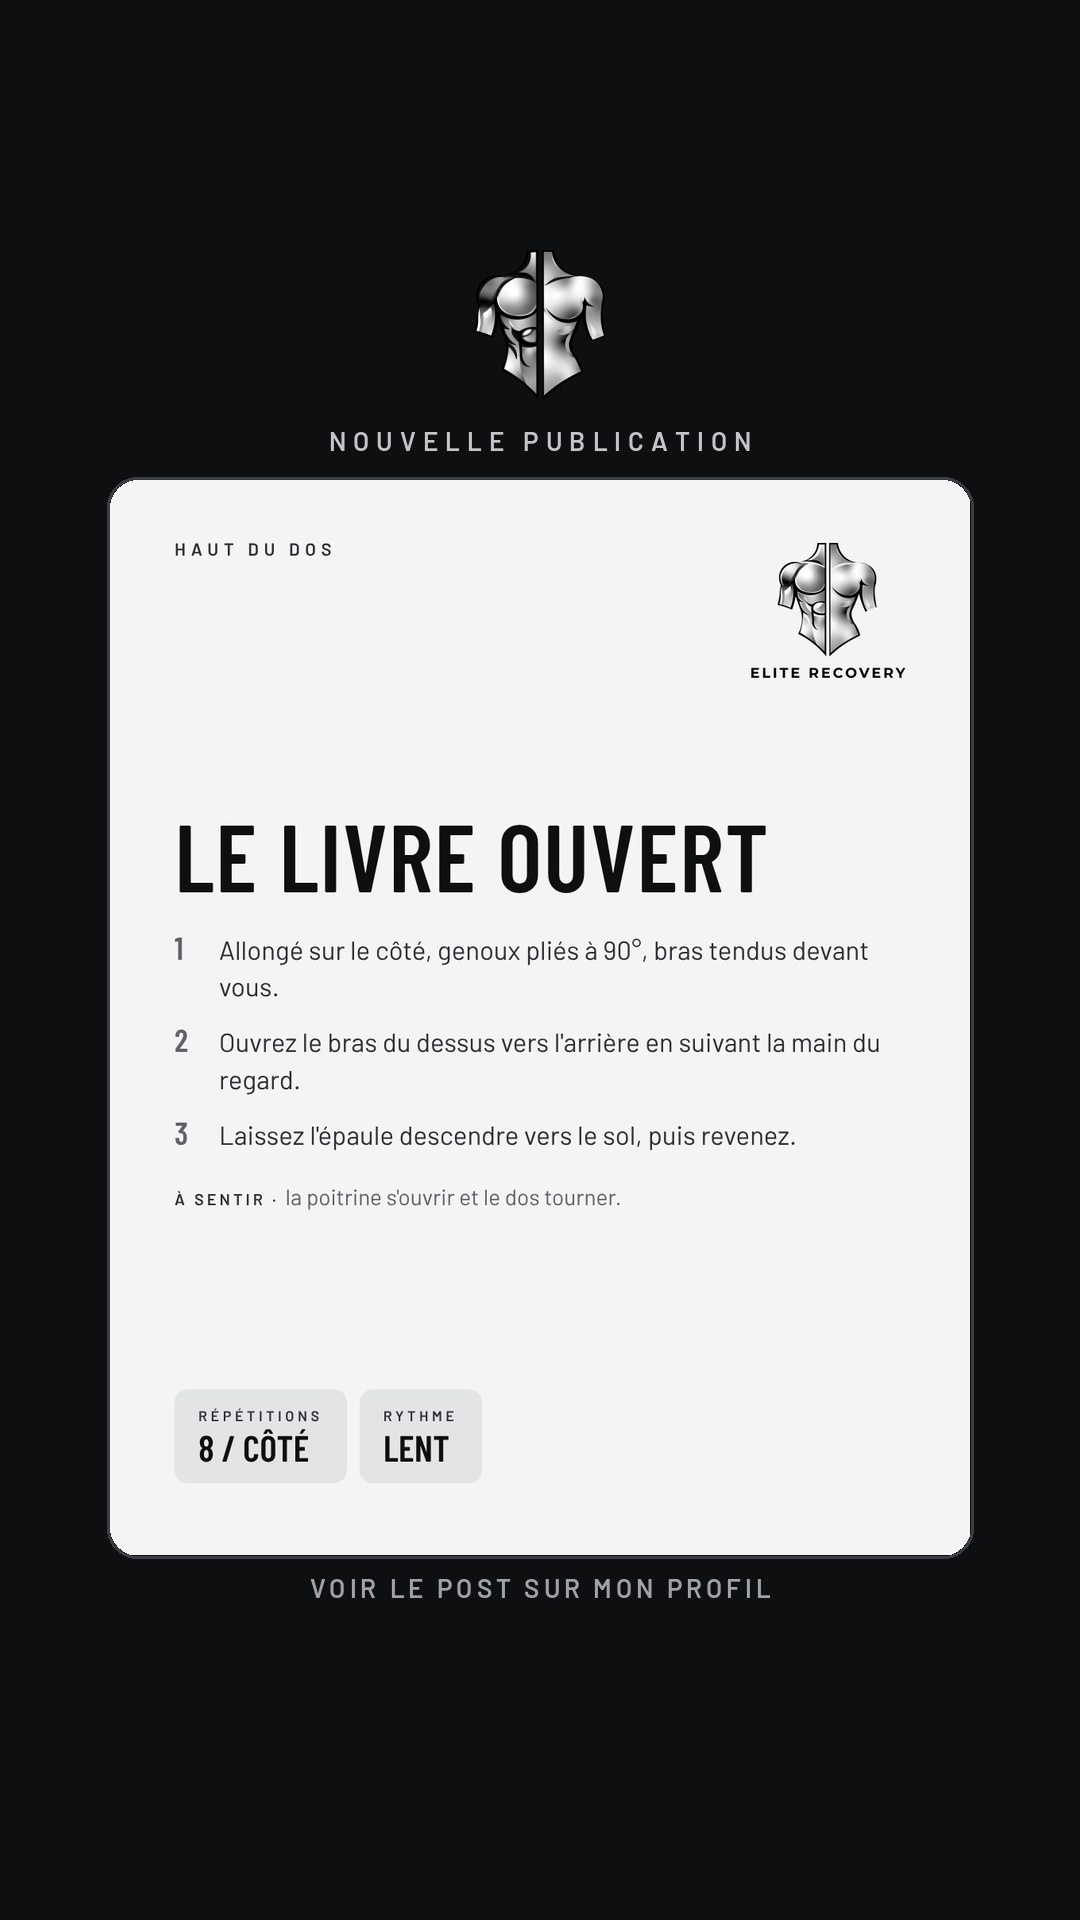 NOUVELLE PUBLICATION
HAUT DU DOS
ELITE RECOVERY
LE LIVRE OUVERT
1 Allongé sur le côté, genoux pliés à 90°, bras tendus devant
vous.
2 Ouvrez le bras du dessus vers l'arrière en suivant la main du
regard.
3 Laissez l'épaule descendre vers le sol, puis revenez.
À SENTIR · la poitrine s'ouvrir et le dos tourner.
RÉPÉTITIONS
8 / CÔTÉ
RYTHME
LENT
VOIR LE POST SUR MON PROFIL